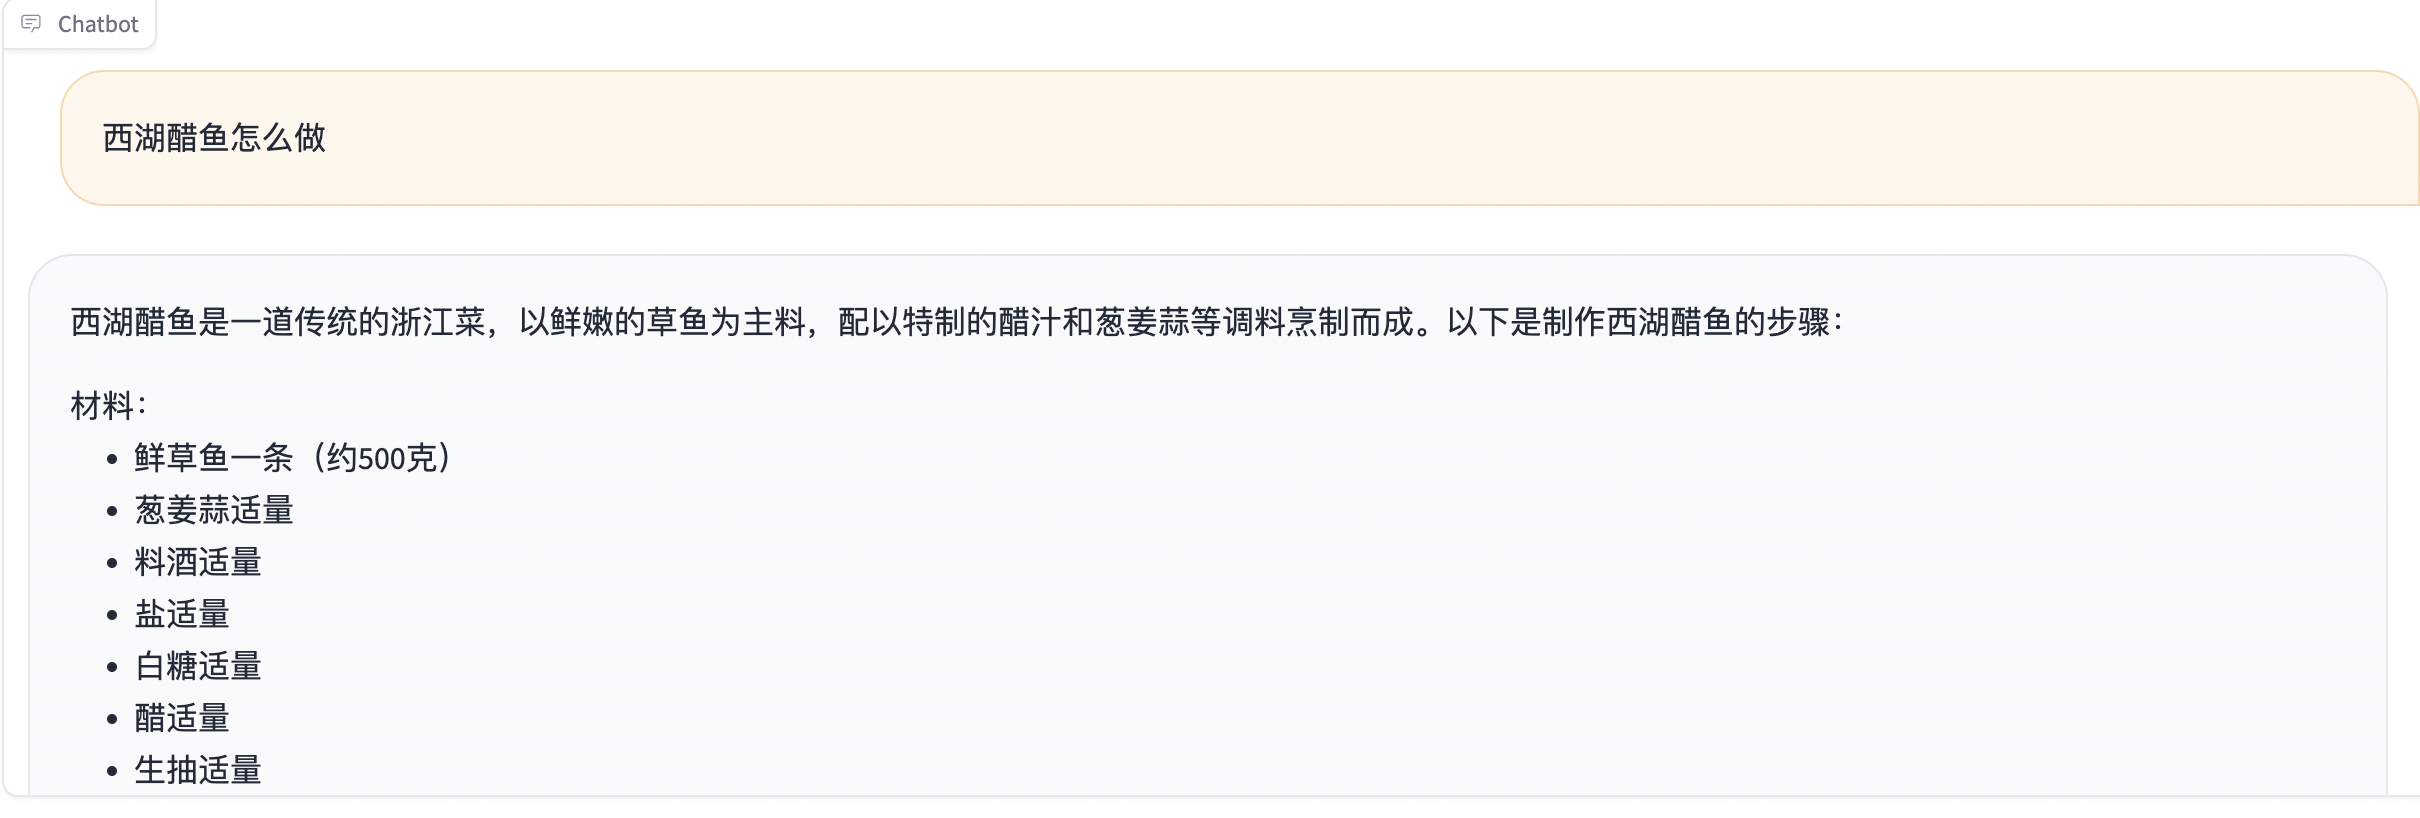 Chatbot
西湖醋鱼怎么做
西湖醋鱼是一道传统的浙江菜，以鲜嫩的草鱼为主料，配以特制的醋汁和葱姜蒜等调料烹制而成。以下是制作西湖醋鱼的步骤：
材料：
• 鲜草鱼一条（约500克）
• 葱姜蒜适量
• 料酒适量
• 盐适量
• 白糖适量
• 醋适量
• 生抽适量